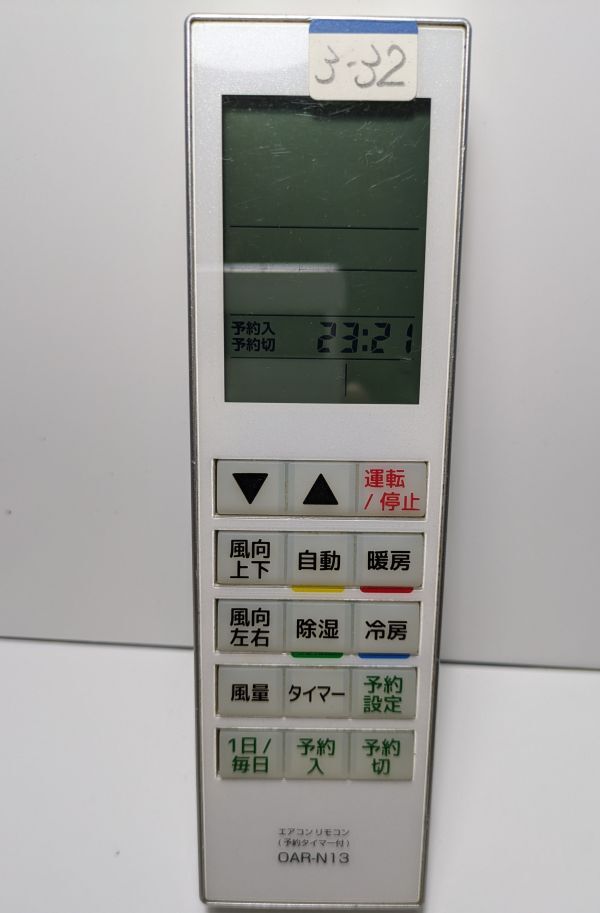 3-32
予約入
予約切 23:21
▼ ▲ 運転
/停止
風向
上下 自動 暖房
風向
左右 除湿 冷房
風量 タイマー 予約
設定
1日/
毎日 予約
入 予約
切
エアコンリモコン
(予約タイマー付)
OAR-N13